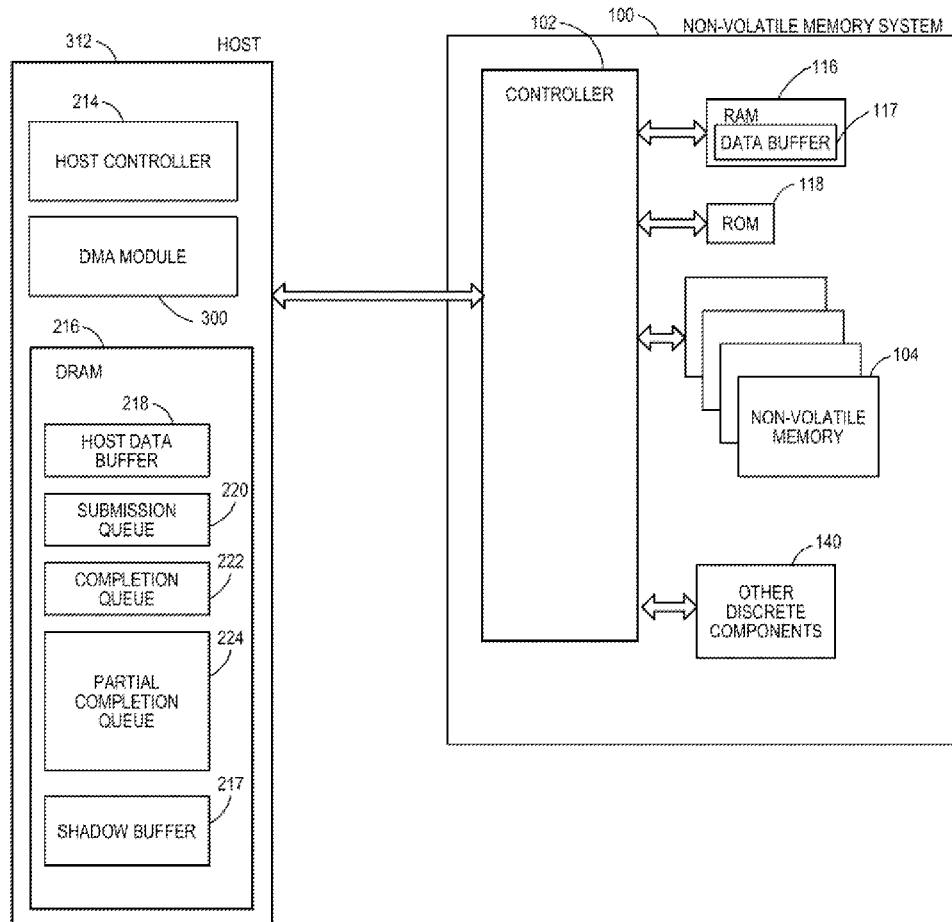 312
HOST
214
HOST CONTROLLER
DMA MODULE
300
216
DRAM
218
HOST DATA
BUFFER
220
SUBMISSION
QUEUE
222
COMPLETION
QUEUE
224
PARTIAL
COMPLETION
QUEUE
217
SHADOW BUFFER
100
NON-VOLATILE MEMORY SYSTEM
102
CONTROLLER
116
RAM
117
DATA BUFFER
118
ROM
104
NON-VOLATILE
MEMORY
140
OTHER
DISCRETE
COMPONENTS